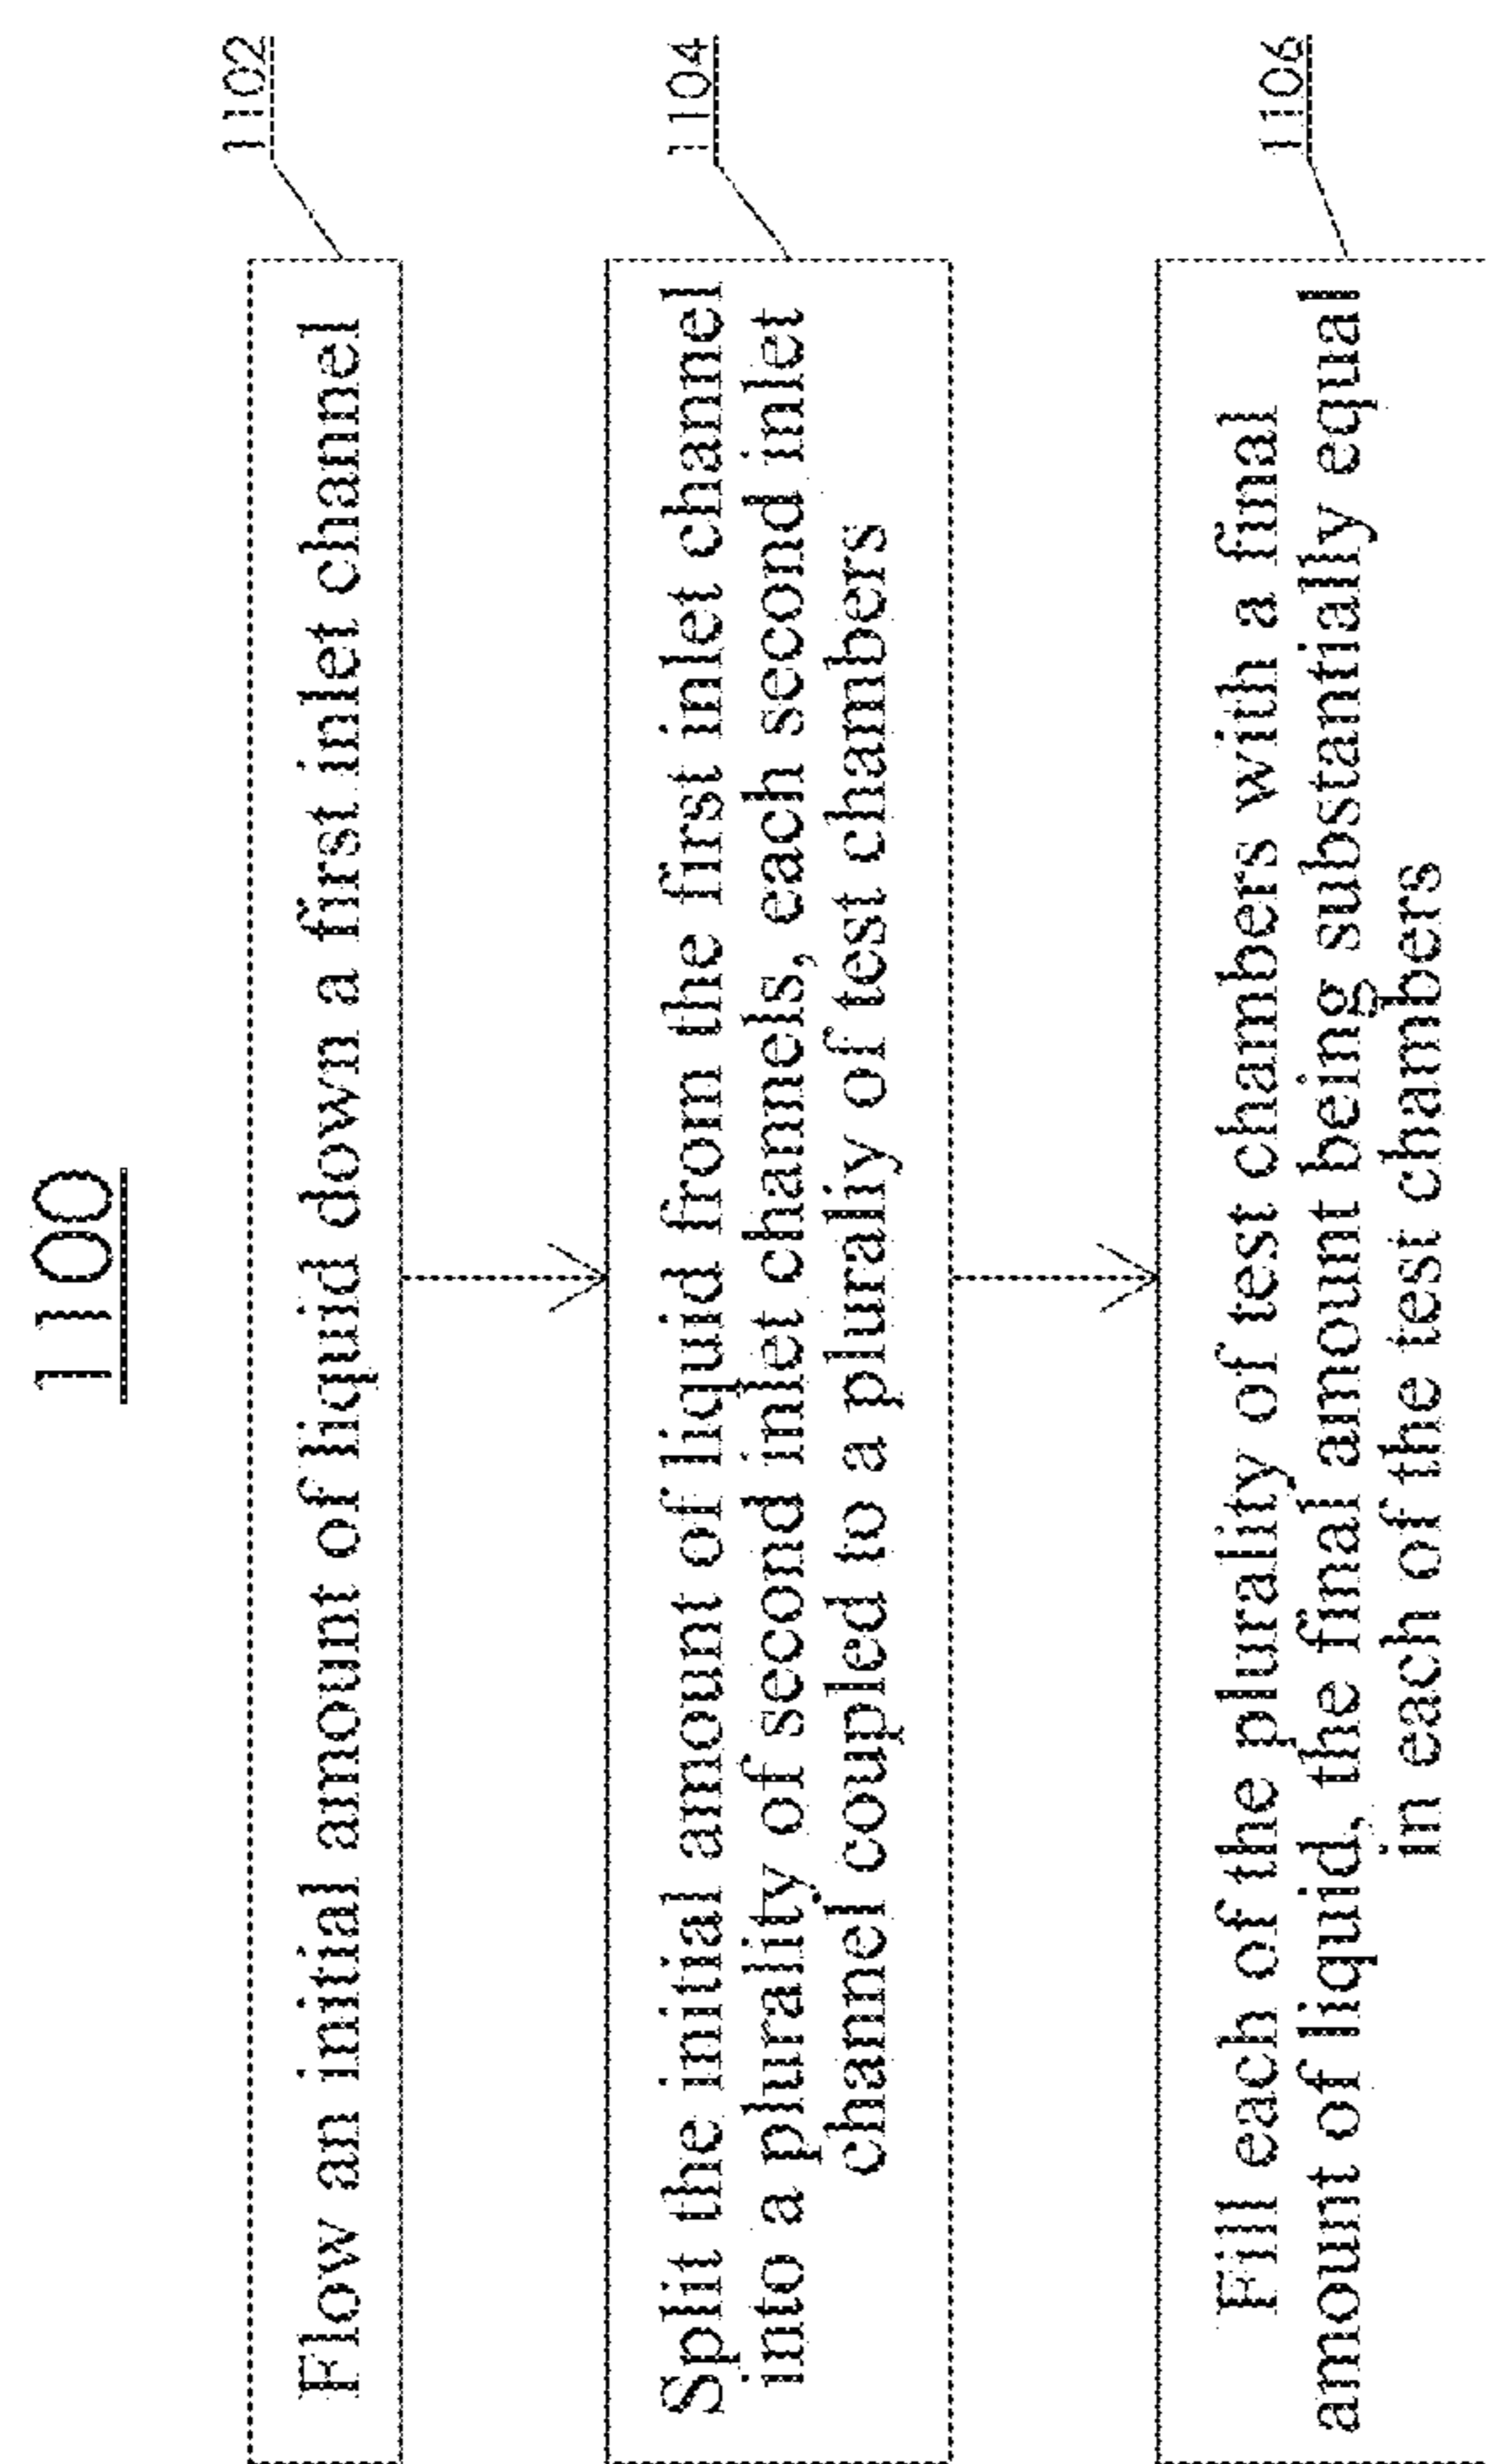 1100
1102
Flow an initial amount of liquid down a first inlet channel
1104
Split the initial amount of liquid from the first inlet channel
into a plurality of second inlet channels, each second inlet
channel coupled to a plurality of test chambers
1106
Fill each of the plurality of test chambers with a final
amount of liquid, the final amount being substantially equal
in each of the test chambers